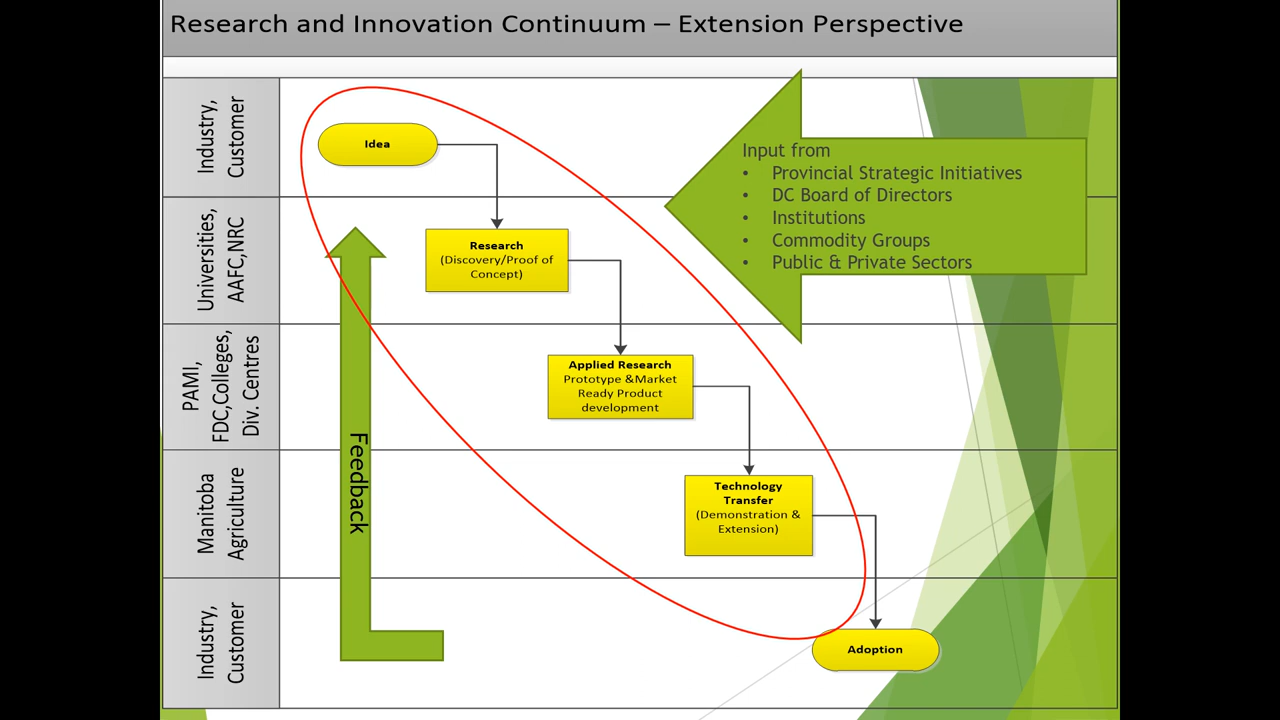 Research and Innovation Continuum – Extension Perspective
Industry,
Customer
Idea
Input from
• Provincial Strategic Initiatives
• DC Board of Directors
• Institutions
• Commodity Groups
• Public & Private Sectors
Universities,
AAFC,NRC
Research
(Discovery/Proof of
Concept)
PAMI,
FDC,Colleges,
Div. Centres
Applied Research
Prototype &Market
Ready Product
development
Feedback
Manitoba
Agriculture
Technology
Transfer
(Demonstration &
Extension)
Industry,
Customer
Adoption